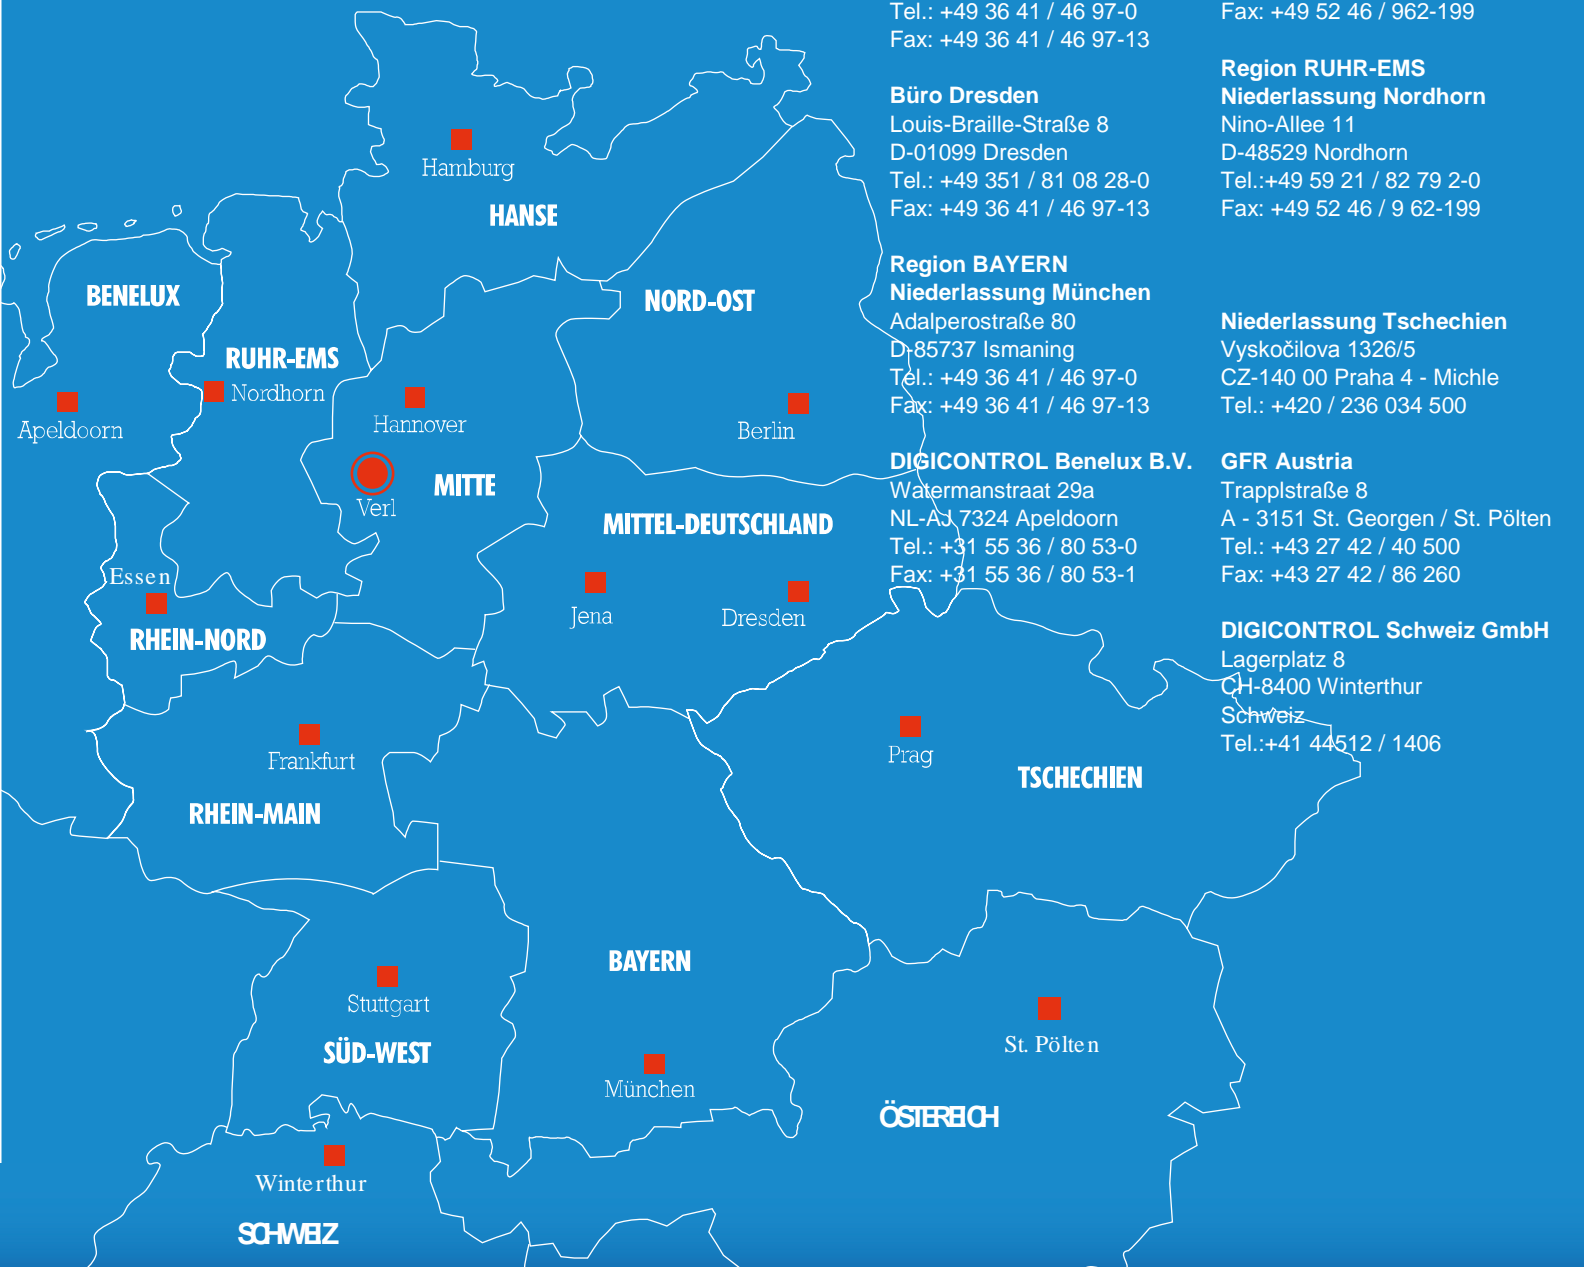 Tel.: +49 36 41 / 46 97-0
Fax: +49 36 41 / 46 97-13
Büro Dresden
Louis-Braille-Straße 8
D-01099 Dresden
Tel.: +49 351 / 81 08 28-0
Fax: +49 36 41 / 46 97-13
Region BAYERN
Niederlassung München
Adalperostraße 80
D-85737 Ismaning
Tel.: +49 36 41 / 46 97-0
Fax: +49 36 41 / 46 97-13
DIGICONTROL Benelux B.V.
Watermanstraat 29a
NL-AJ 7324 Apeldoorn
Tel.: +31 55 36 / 80 53-0
Fax: +31 55 36 / 80 53-1
Fax: +49 52 46 / 962-199
Region RUHR-EMS
Niederlassung Nordhorn
Nino-Allee 11
D-48529 Nordhorn
Tel.:+49 59 21 / 82 79 2-0
Fax: +49 52 46 / 9 62-199
Niederlassung Tschechien
Vyskočilova 1326/5
CZ-140 00 Praha 4 - Michle
Tel.: +420 / 236 034 500
GFR Austria
Trapplstraße 8
A - 3151 St. Georgen / St. Pölten
Tel.: +43 27 42 / 40 500
Fax: +43 27 42 / 86 260
DIGICONTROL Schweiz GmbH
Lagerplatz 8
CH-8400 Winterthur
Schweiz
Tel.:+41 44512 / 1406
Hamburg
HANSE
BENELUX
NORD-OST
RUHR-EMS
Nordhorn
Apeldoorn
Hannover
Berlin
MITTE
Verl
MITTEL-DEUTSCHLAND
Essen
Jena
Dresden
RHEIN-NORD
Frankfurt
Prag
TSCHECHIEN
RHEIN-MAIN
BAYERN
Stuttgart
St. Pölten
SÜD-WEST
München
ÖSTEREICH
Winterthur
SCHWEIZ